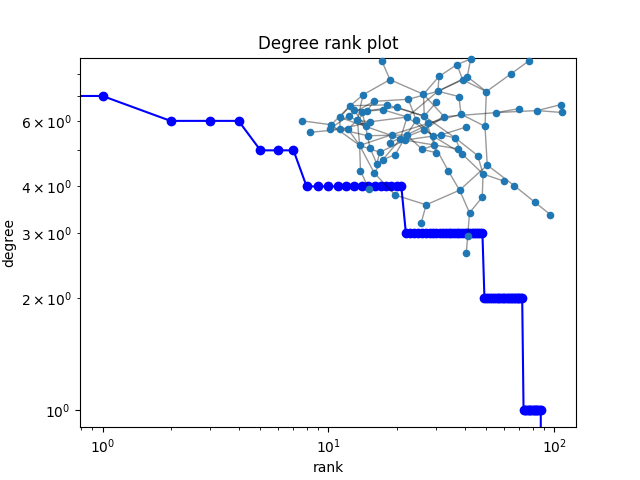 Degree rank plot
degree
6 × 10⁰
4 × 10⁰
3 × 10⁰
2 × 10⁰
10⁰
10⁰
10¹
10²
rank